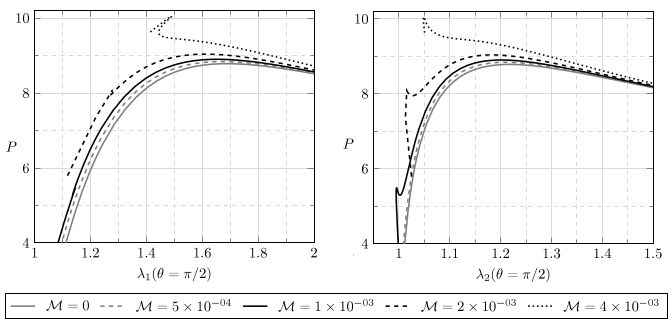 10
8
P
6
4
1
1.2
1.4
1.6
1.8
2
λ₁(θ = π/2)
10
8
P
6
4
1
1.1
1.2
1.3
1.4
1.5
λ₂(θ = π/2)
ℳ = 0
ℳ = 5 × 10⁻⁰⁴
ℳ = 1 × 10⁻⁰³
ℳ = 2 × 10⁻⁰³
ℳ = 4 × 10⁻⁰³